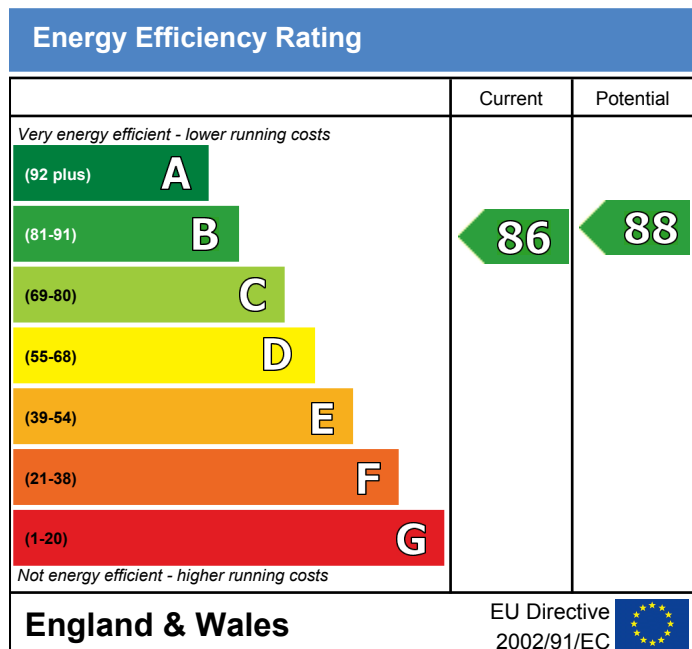 Energy Efficiency Rating
Current Potential
Very energy efficient - lower running costs
(92 plus) A
(81-91) B 86 88
(69-80) C
(55-68) D
(39-54) E
(21-38) F
(1-20) G
Not energy efficient - higher running costs
England & Wales
EU Directive
2002/91/EC